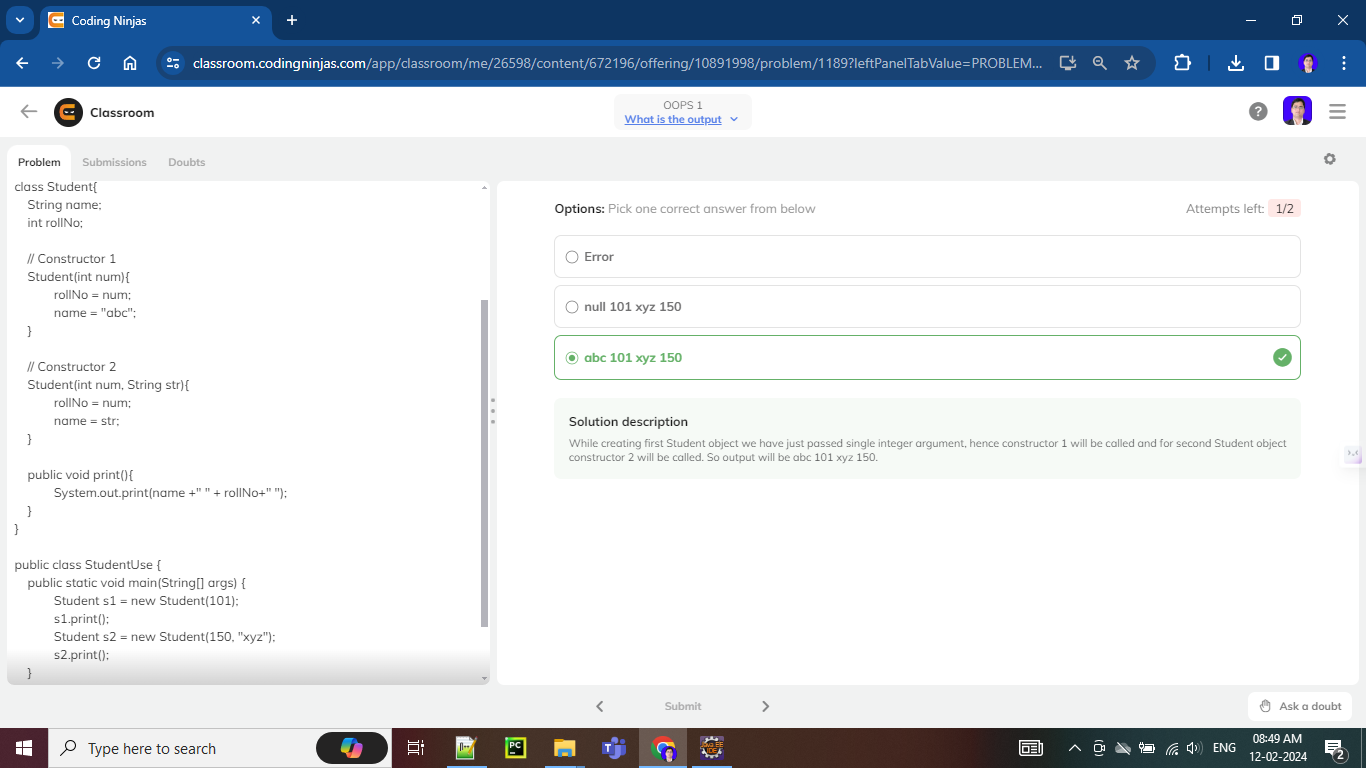 Coding Ninjas
classroom.codingninjas.com/app/classroom/me/26598/content/672196/offering/10891998/problem/1189?leftPanelTabValue=PROBLEM...
Classroom
OOPS 1
What is the output
Problem Submissions Doubts
class Student{
String name;
int rollNo;
// Constructor 1
Student(int num){
rollNo = num;
name = "abc";
}
// Constructor 2
Student(int num, String str){
rollNo = num;
name = str;
}
public void print(){
System.out.print(name +" " + rollNo+" ");
}
}
public class StudentUse {
public static void main(String[] args) {
Student s1 = new Student(101);
s1.print();
Student s2 = new Student(150, "xyz");
s2.print();
}
Options: Pick one correct answer from below
Attempts left: 1/2
Error
null 101 xyz 150
abc 101 xyz 150
Solution description
While creating first Student object we have just passed single integer argument, hence constructor 1 will be called and for second Student object
constructor 2 will be called. So output will be abc 101 xyz 150.
Submit
Ask a doubt
Type here to search
PC
ENG
08:49 AM
12-02-2024
2